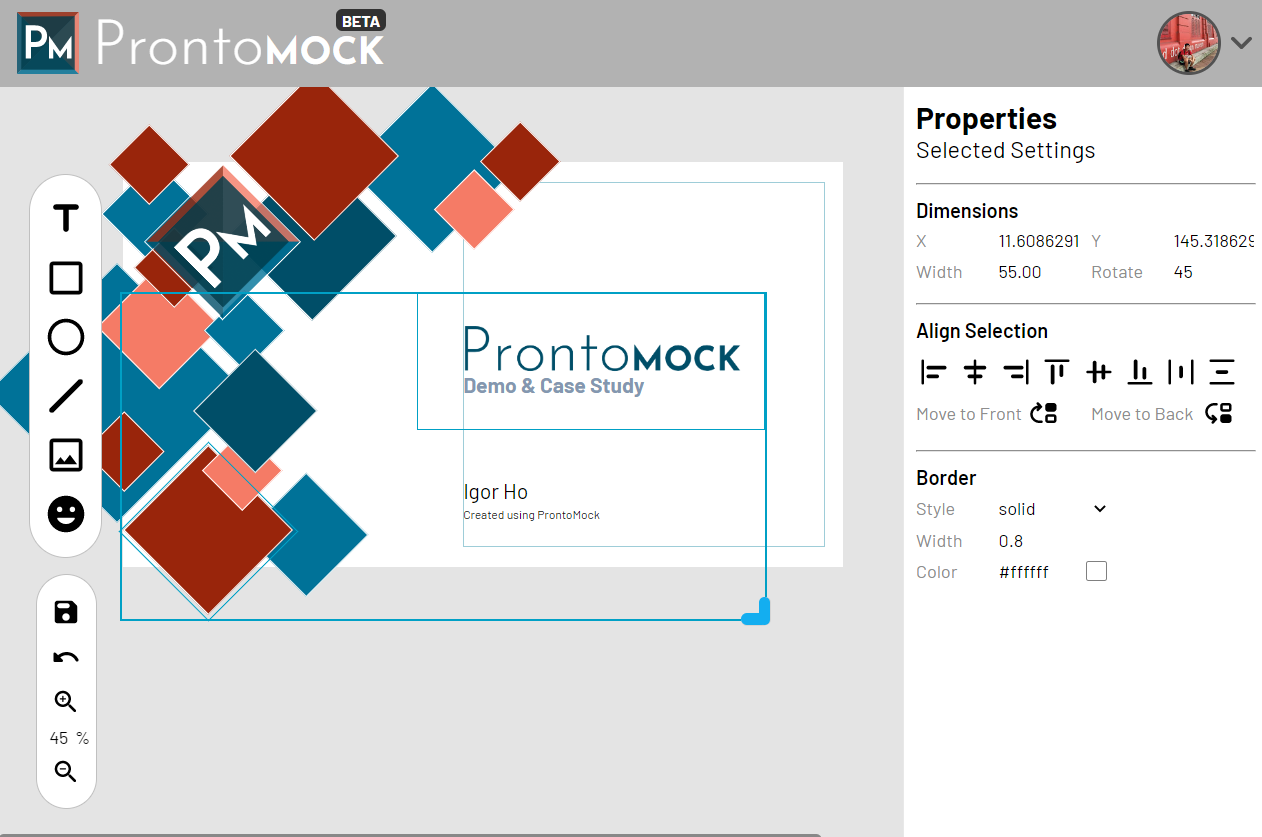 PM ProntoMOCK BETA
PM
ProntoMOCK
Demo & Case Study
Igor Ho
Created using ProntoMock
T
45 %
Properties
Selected Settings
Dimensions
X 11.6086291 Y 145.318629
Width 55.00 Rotate 45
Align Selection
Move to Front Move to Back
Border
Style solid
Width 0.8
Color #ffffff